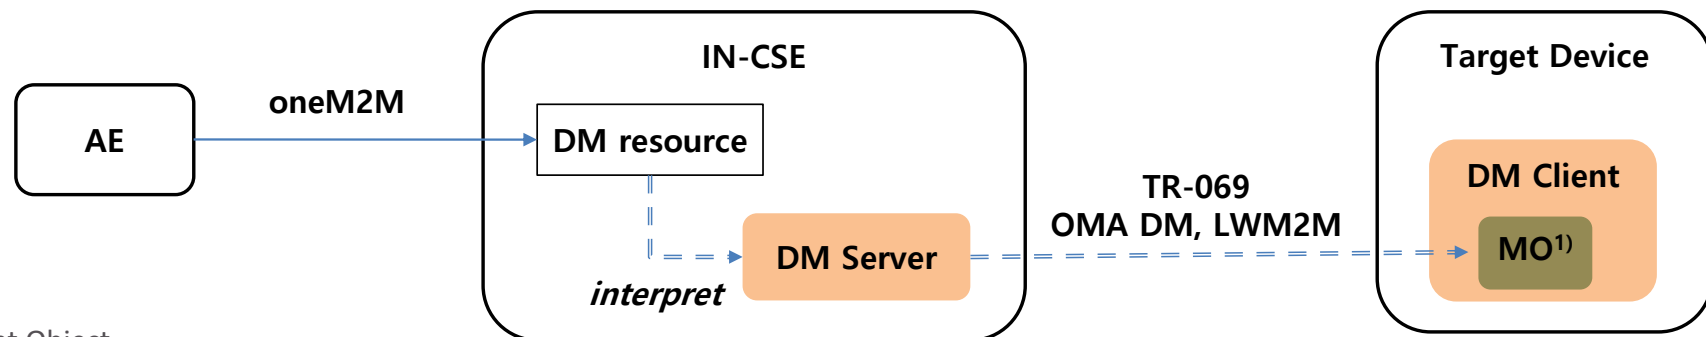 IN-CSE
Target Device
AE
oneM2M
DM resource
DM Client
TR-069
OMA DM, LWM2M
MO¹⁾
DM Server
interpret
Object